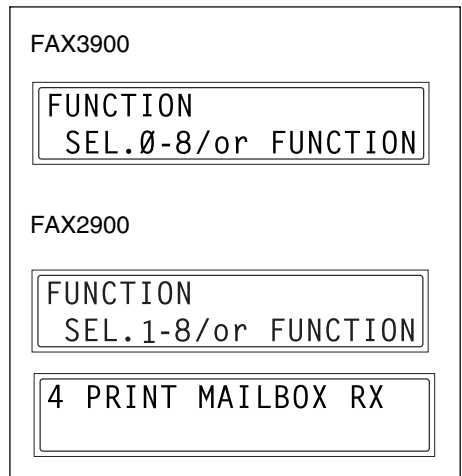 FAX3900
FUNCTION
SEL.Ø-8/or FUNCTION
FAX2900
FUNCTION
SEL.1-8/or FUNCTION
4 PRINT MAILBOX RX